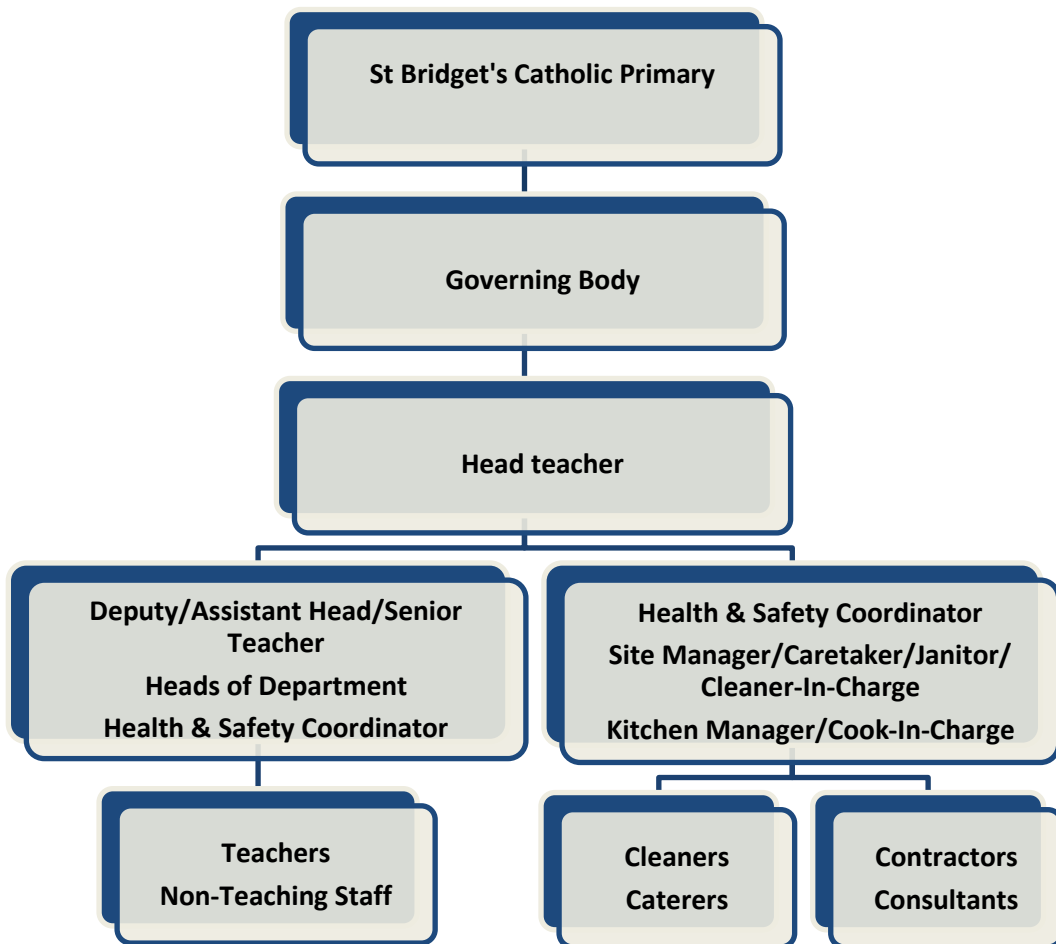 St Bridget's Catholic Primary
Governing Body
Head teacher
Deputy/Assistant Head/Senior
Teacher
Heads of Department
Health & Safety Coordinator
Health & Safety Coordinator
Site Manager/Caretaker/Janitor/
Cleaner-In-Charge
Kitchen Manager/Cook-In-Charge
Teachers
Non-Teaching Staff
Cleaners
Caterers
Contractors
Consultants